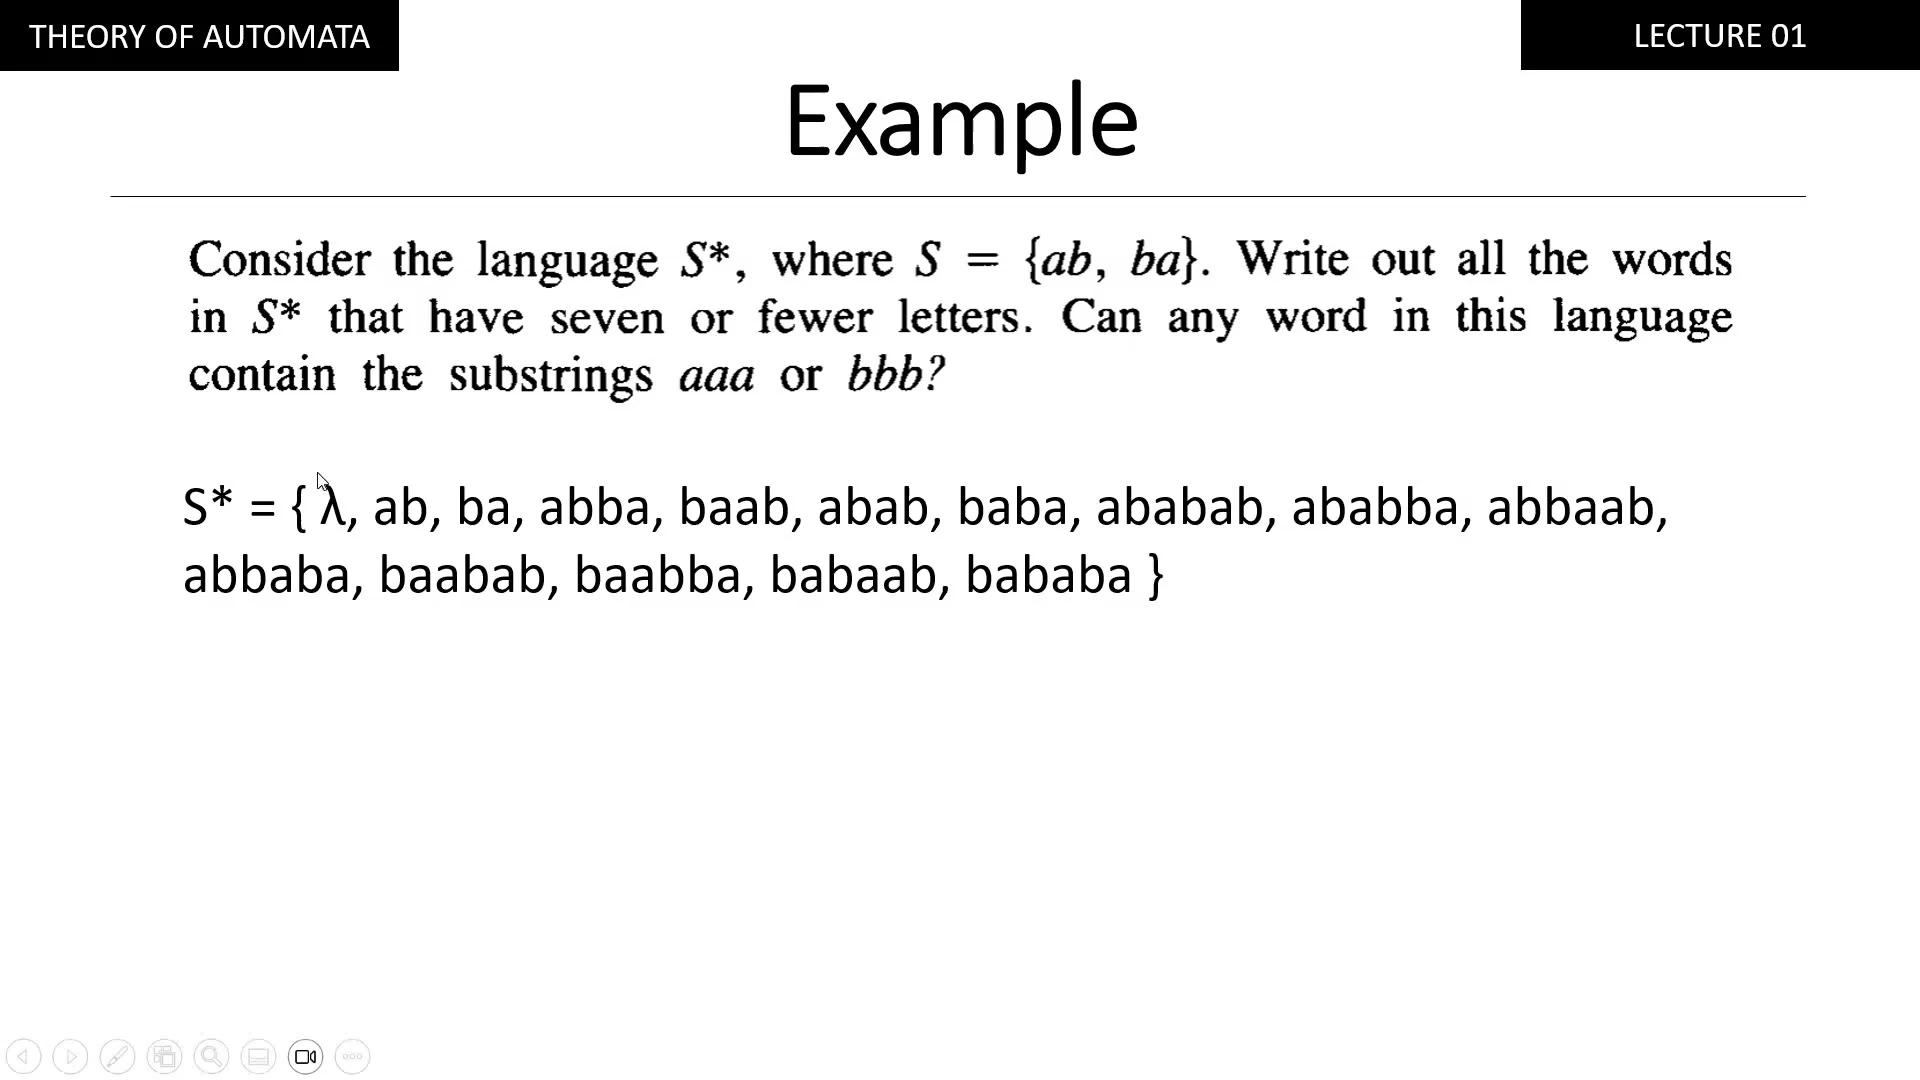 THEORY OF AUTOMATA
LECTURE 01
Example
Consider the language S*, where S = {ab, ba}. Write out all the words
in S* that have seven or fewer letters. Can any word in this language
contain the substrings aaa or bbb?
S* = { λ, ab, ba, abba, baab, abab, baba, ababab, ababba, abbaab,
abbaba, baabab, baabba, babaab, bababa }